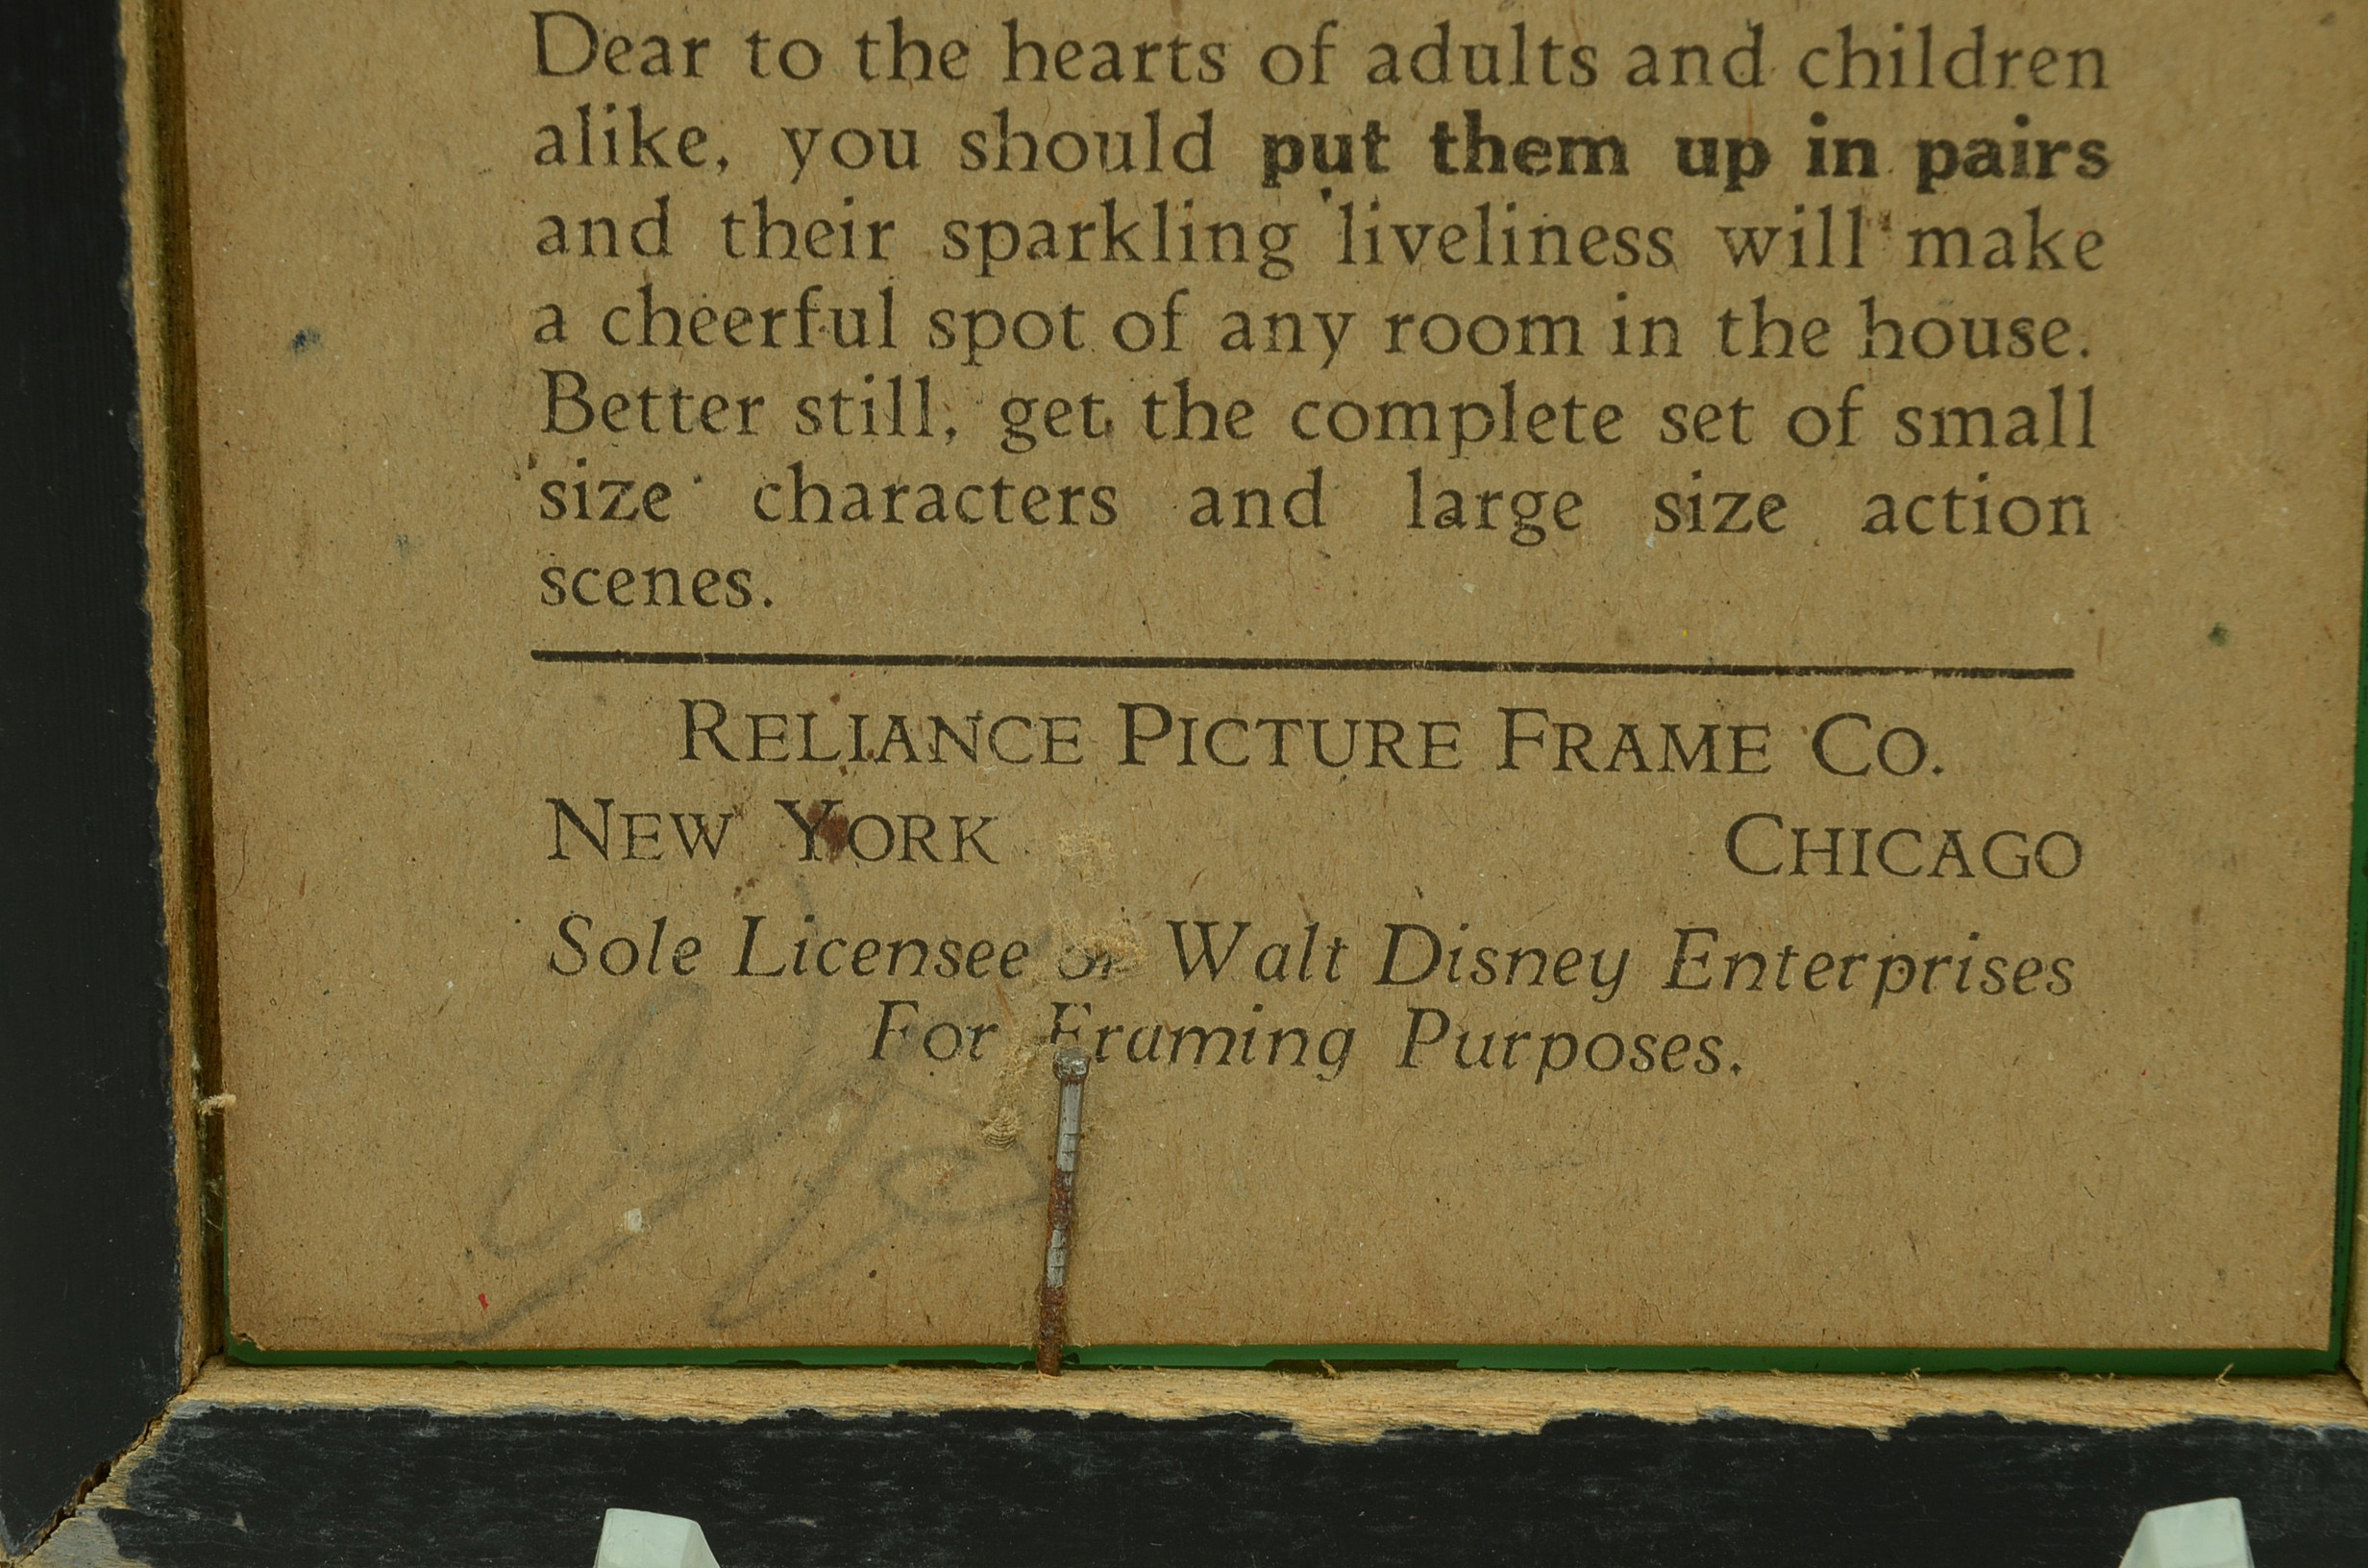 Dear to the hearts of adults and children
alike, you should put them up in pairs
and their sparkling liveliness will make
a cheerful spot of any room in the house.
Better still, get the complete set of small
size characters and large size action
scenes.
RELIANCE PICTURE FRAME CO.
NEW YORK CHICAGO
Sole Licensee of Walt Disney Enterprises
For Framing Purposes.